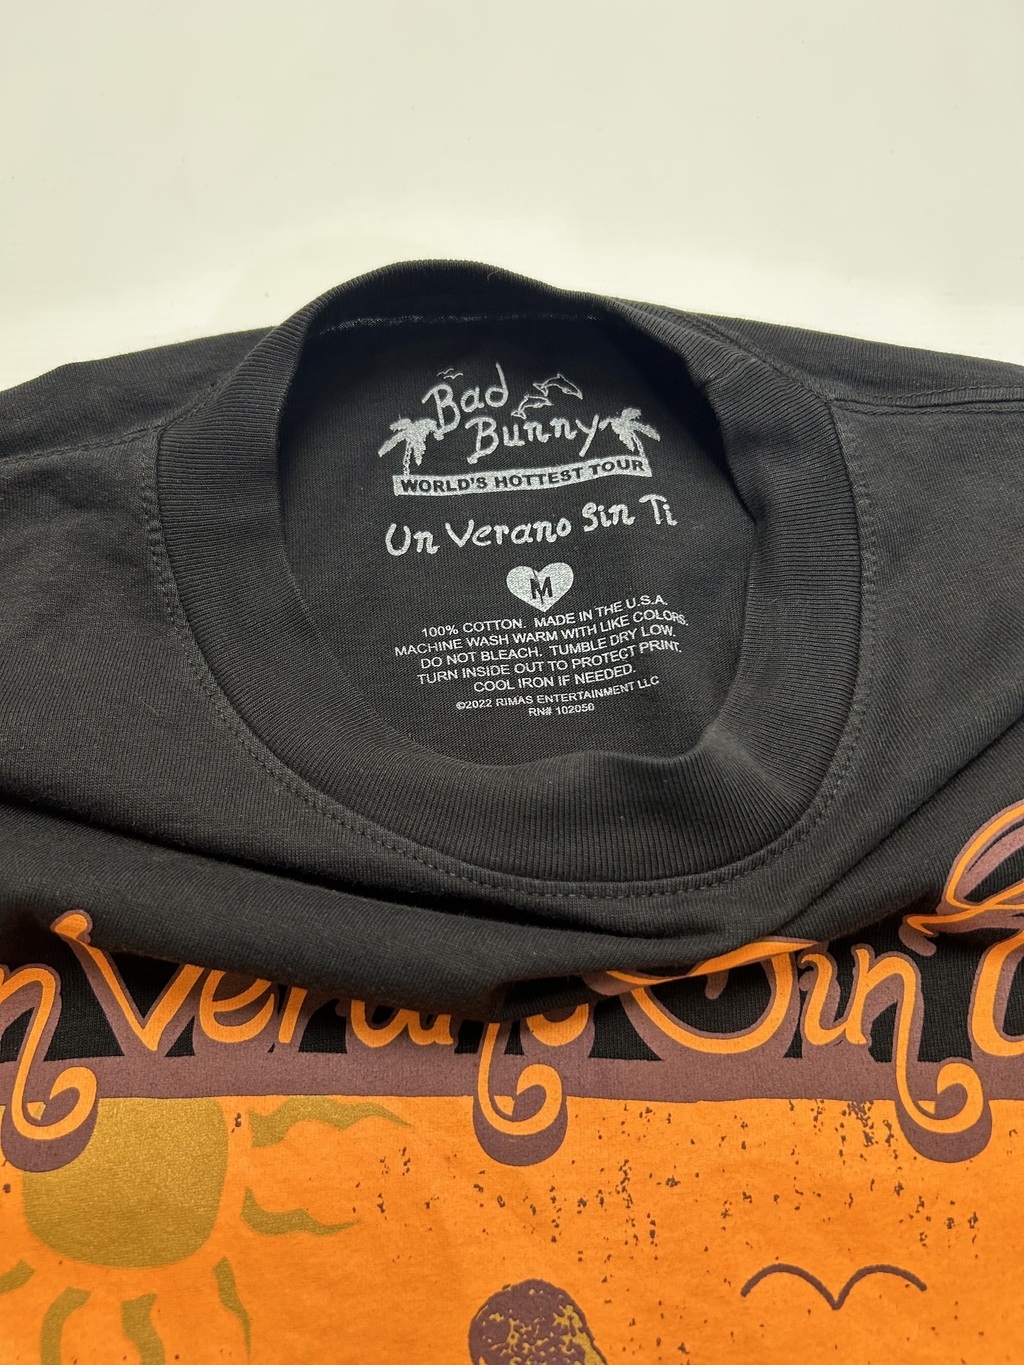 Bad
Bunny
WORLD'S HOTTEST TOUR
Un Verano Sin Ti
M
100% COTTON. MADE IN THE U.S.A.
MACHINE WASH WARM WITH LIKE COLORS.
DO NOT BLEACH. TUMBLE DRY LOW.
TURN INSIDE OUT TO PROTECT PRINT.
COOL IRON IF NEEDED.
©2022 RIMAS ENTERTAINMENT LLC
RN# 102050
n Verano Sin